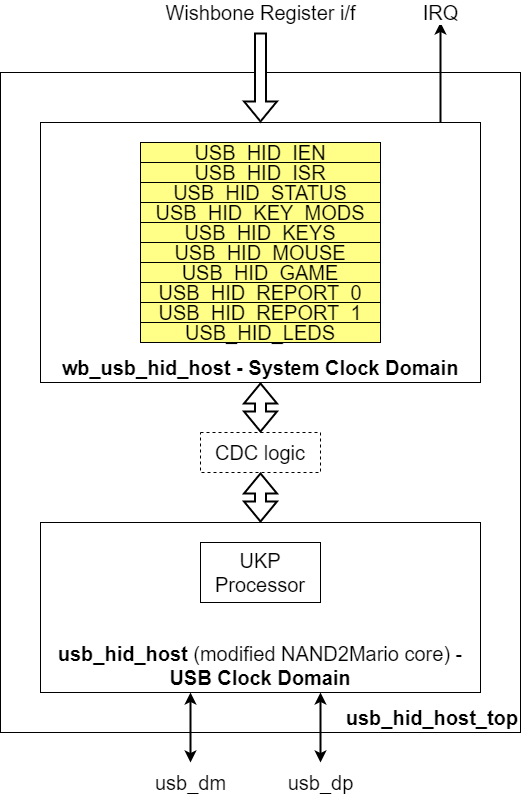 Wishbone Register i/f
IRQ
USB_HID_IEN
USB_HID_ISR
USB_HID_STATUS
USB_HID_KEY_MODS
USB_HID_KEYS
USB_HID_MOUSE
USB_HID_GAME
USB_HID_REPORT_0
USB_HID_REPORT_1
USB_HID_LEDS
wb_usb_hid_host - System Clock Domain
CDC logic
UKP
Processor
usb_hid_host (modified NAND2Mario core) -
USB Clock Domain
usb_hid_host_top
usb_dm
usb_dp